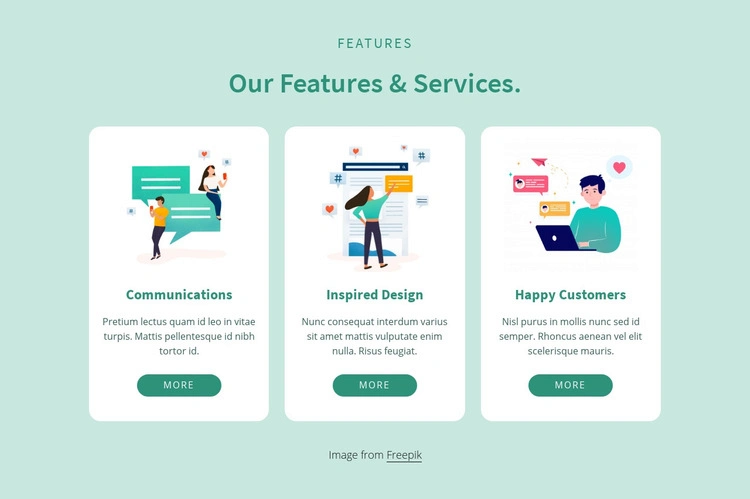 FEATURES
Our Features & Services.
Communications
Pretium lectus quam id leo in vitae
turpis. Mattis pellentesque id nibh
tortor id.
MORE
Inspired Design
Nunc consequat interdum varius
sit amet mattis vulputate enim
nulla. Risus feugiat.
MORE
Happy Customers
Nisl purus in mollis nunc sed id
semper. Rhoncus aenean vel elit
scelerisque mauris.
MORE
Image from Freepik